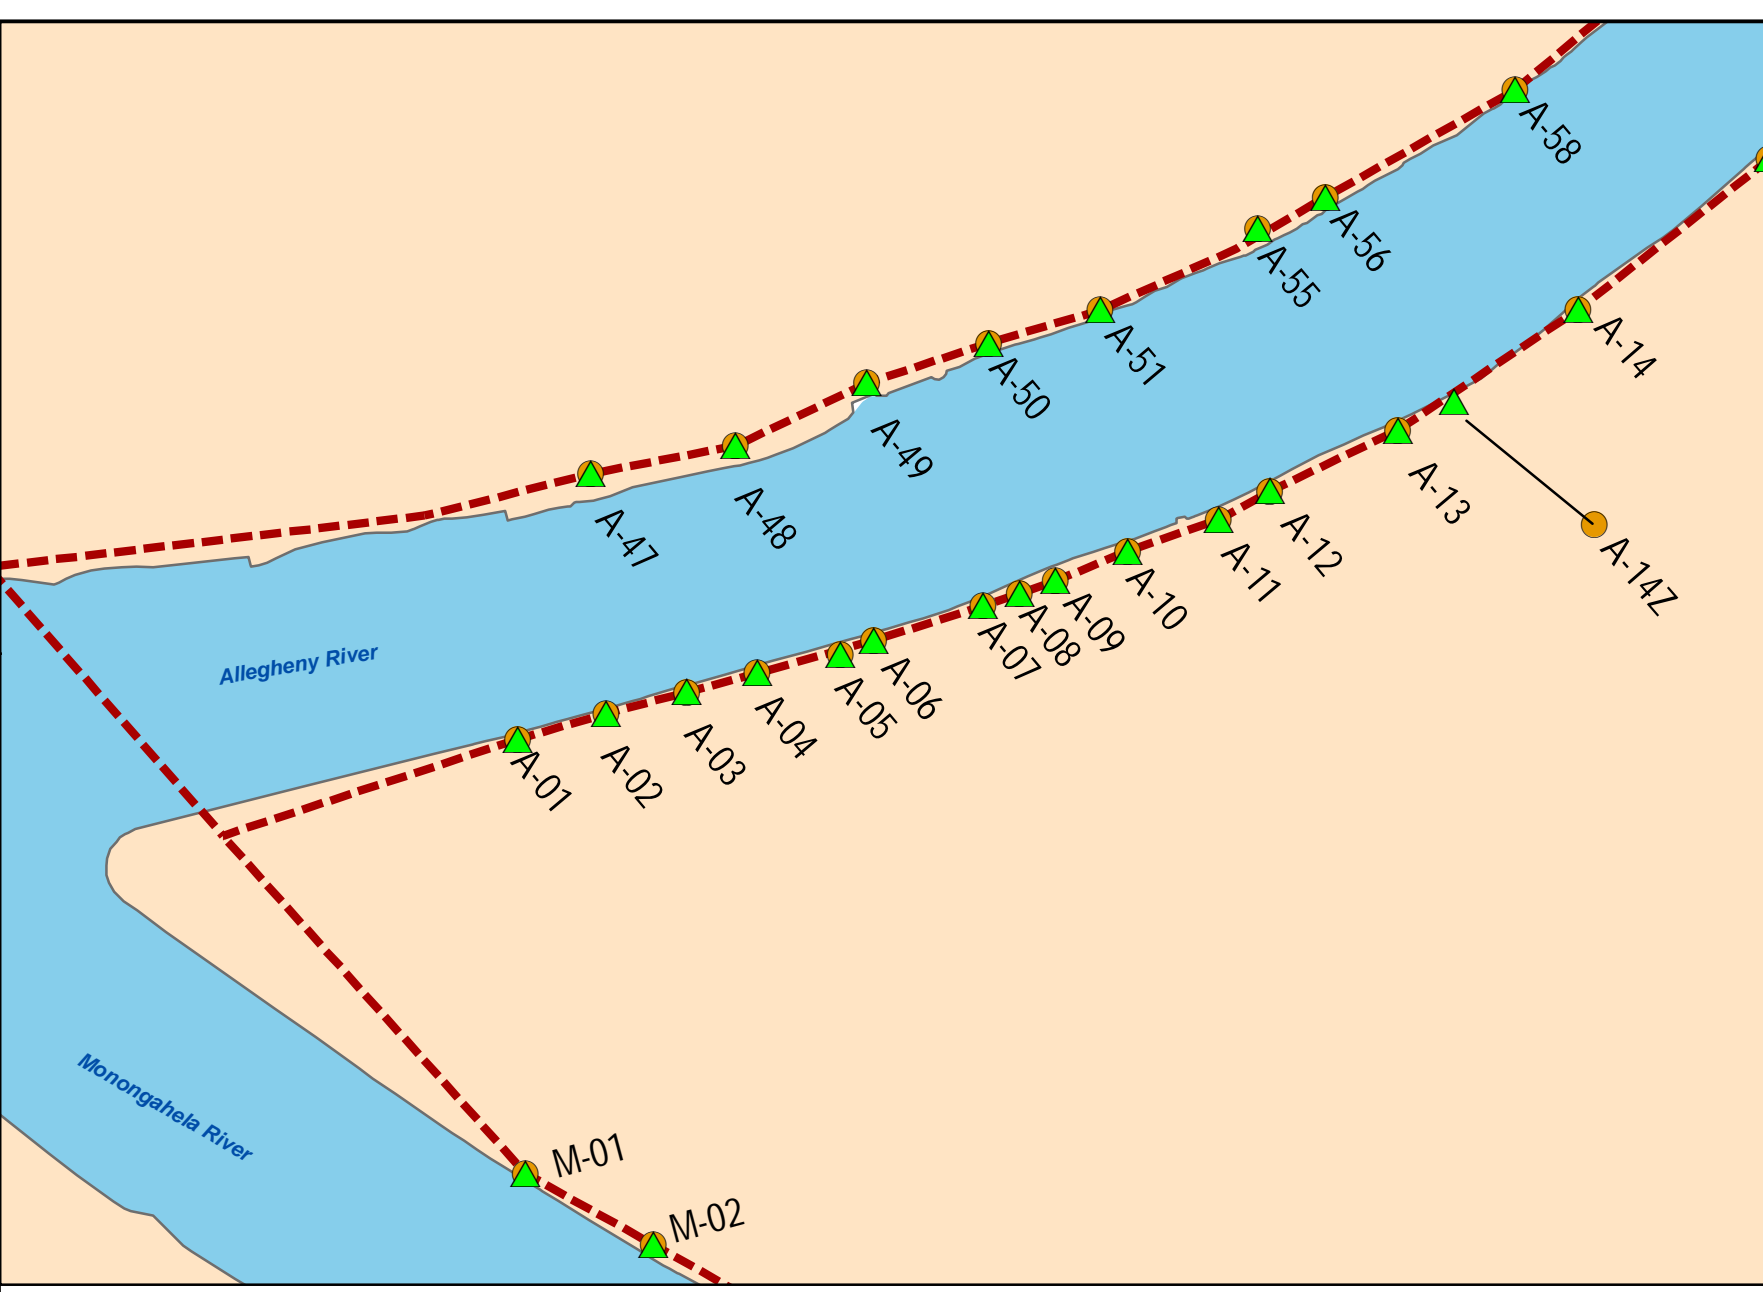 A-58
A-56
A-55
A-51
A-50
A-49
A-48
A-47
A-14
A-13
A-14Z
A-12
A-11
A-10
A-09
A-08
A-07
A-06
A-05
A-04
A-03
A-02
A-01
Allegheny River
Monongahela River
M-01
M-02